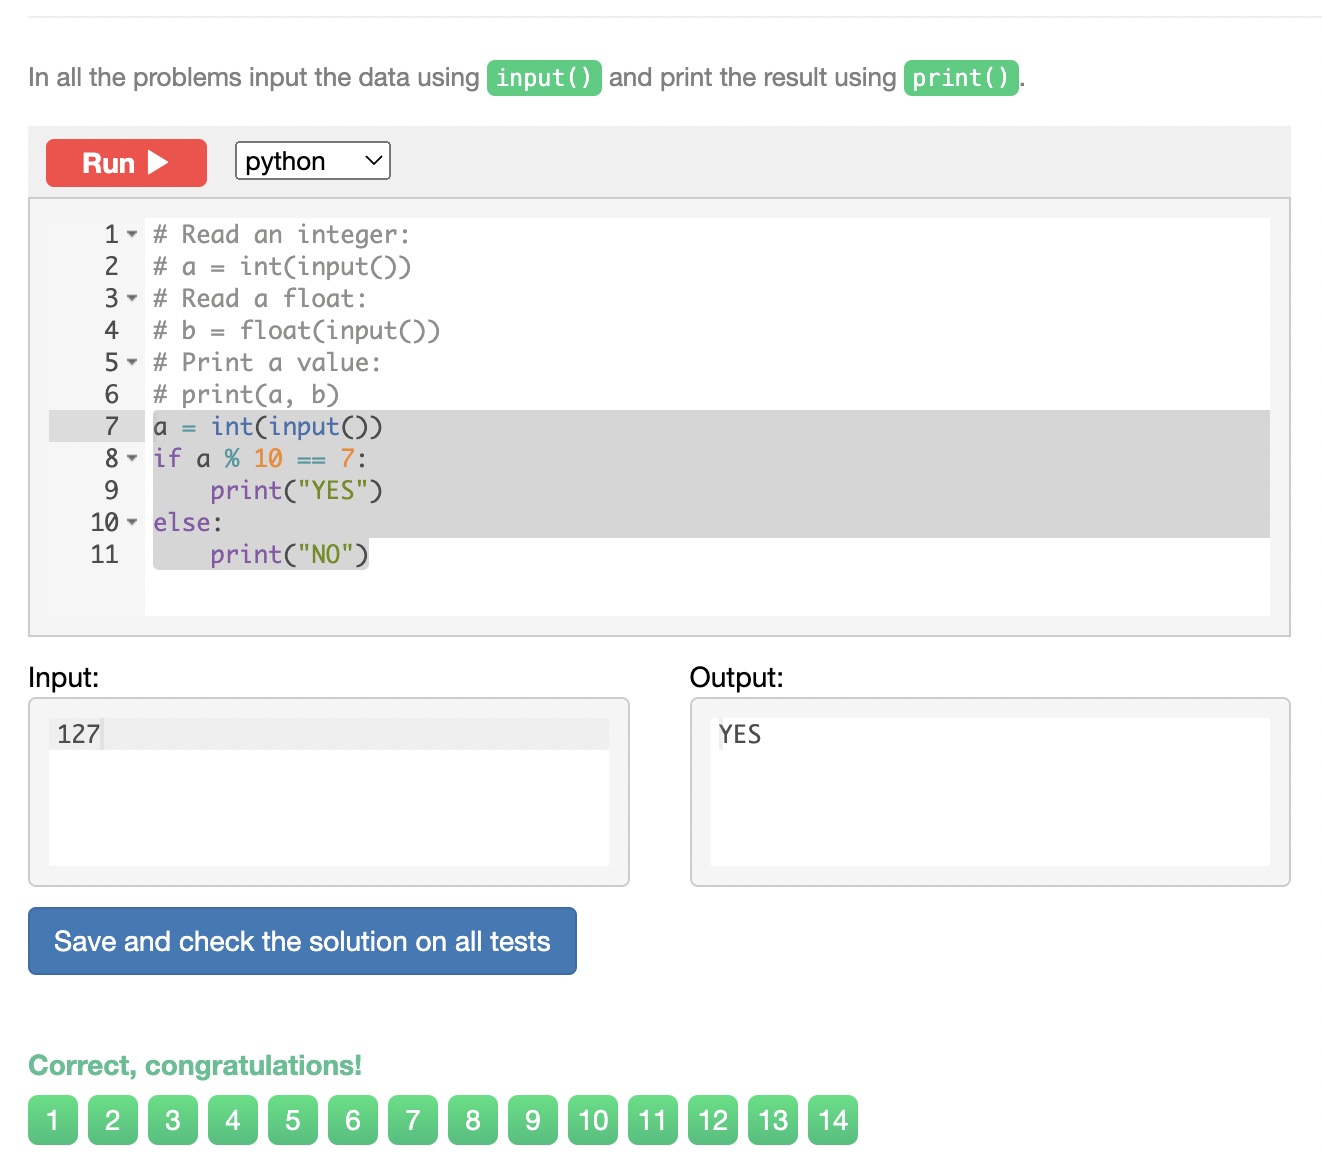 In all the problems input the data using input() and print the result using print().
Run
python
1 # Read an integer:
2 # a = int(input())
3 # Read a float:
4 # b = float(input())
5 # Print a value:
6 # print(a, b)
7 a = int(input())
8 if a % 10 == 7:
9     print("YES")
10 else:
11     print("NO")
Input:
Output:
127
YES
Save and check the solution on all tests
Correct, congratulations!
1 2 3 4 5 6 7 8 9 10 11 12 13 14